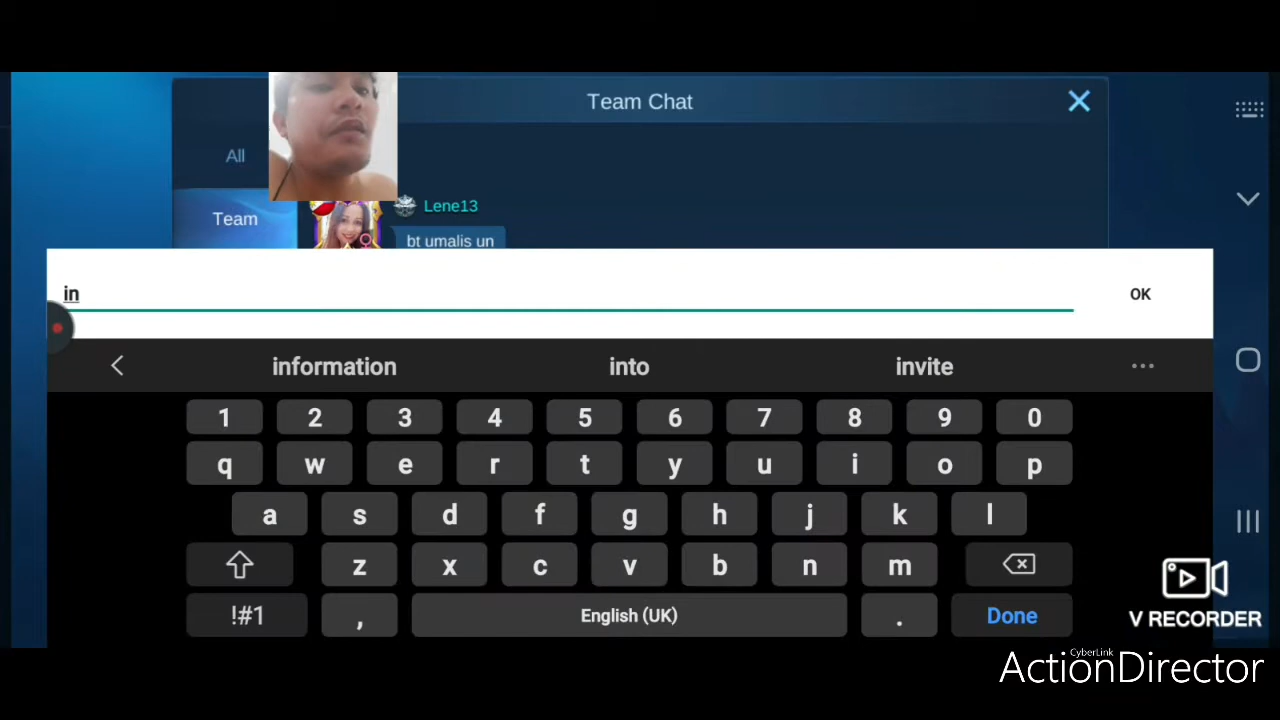 Team Chat
All
Team
Lene13
bt umalis un
in
OK
information into invite
1 2 3 4 5 6 7 8 9 0
q w e r t y u i o p
a s d f g h j k l
z x c v b n m
!#1 , English (UK) . Done
V RECORDER
CyberLink
ActionDirector